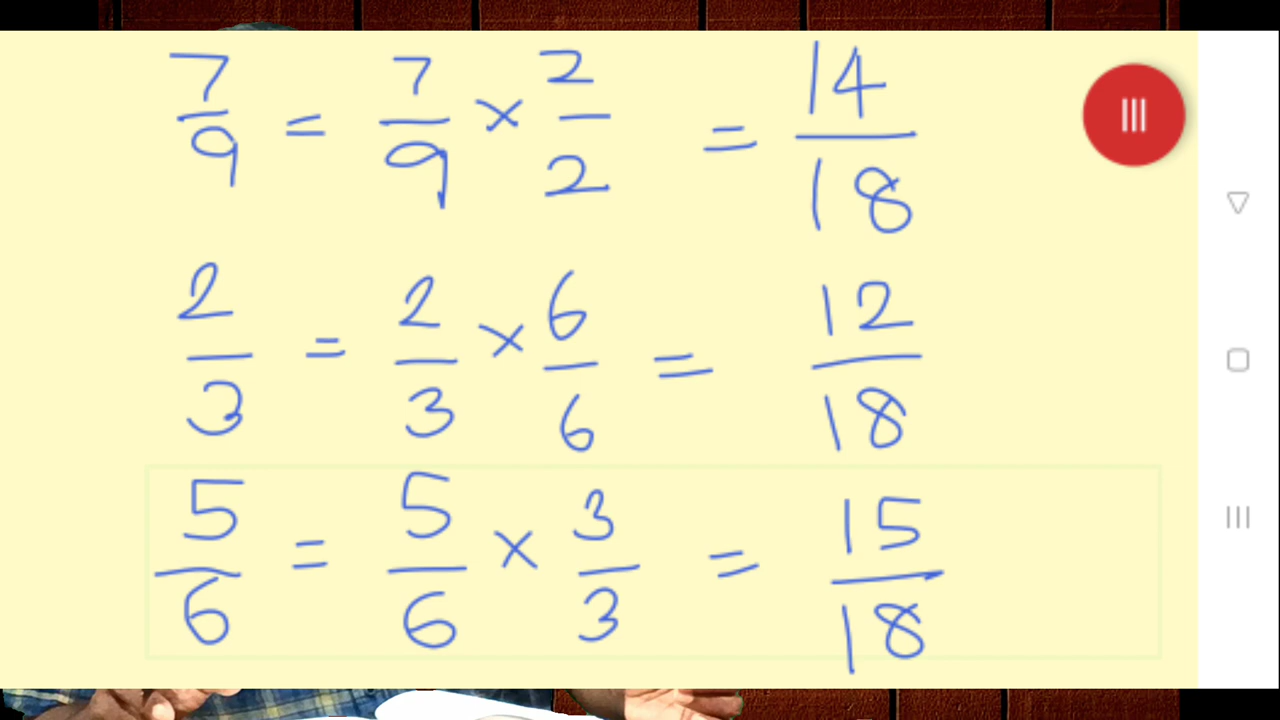 7/9 = 7/9 × 2/2 = 14/18
2/3 = 2/3 × 6/6 = 12/18
5/6 = 5/6 × 3/3 = 15/18